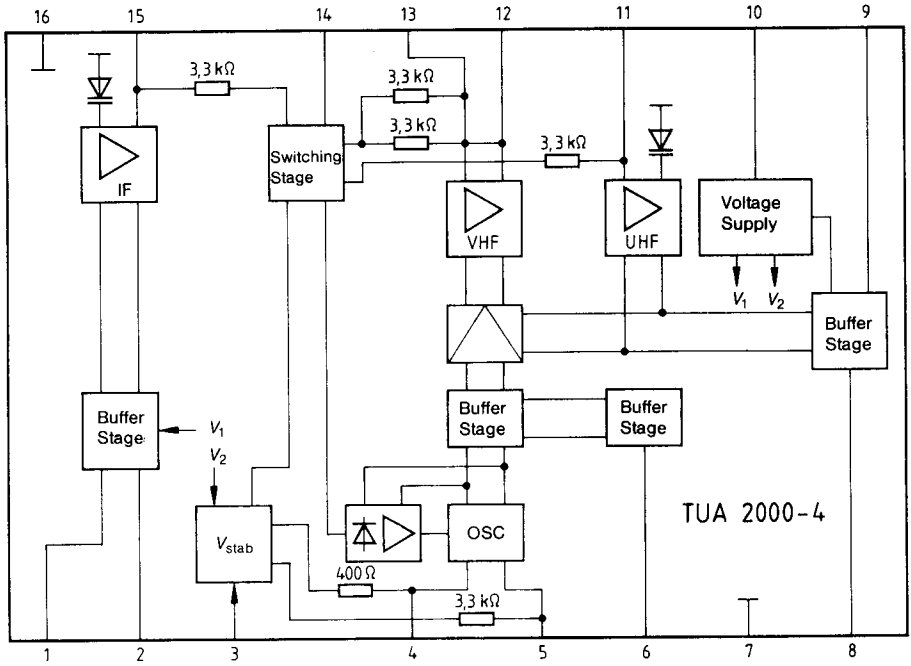 16 15 14 13 12 11 10 9
3,3 kΩ
3,3 kΩ
3,3 kΩ
3,3 kΩ
IF
Switching
Stage
VHF
UHF
Voltage
Supply
V1 V2
Buffer
Stage
Buffer
Stage
V1
V2
Buffer
Stage
Buffer
Stage
Vstab
OSC
TUA 2000-4
400 Ω
3,3 kΩ
1 2 3 4 5 6 7 8